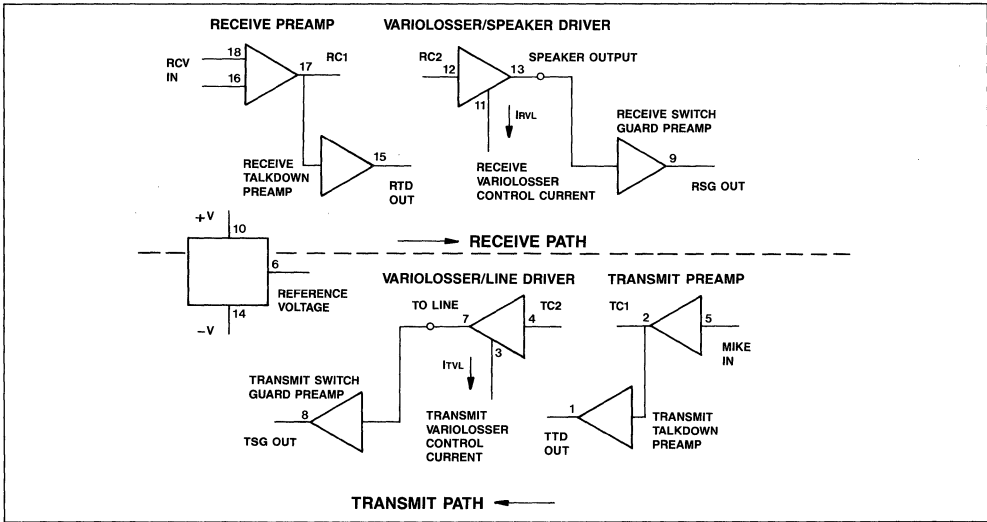 RECEIVE PREAMP
VARIOLOSSER/SPEAKER DRIVER
RCV
IN
18
16
17
RC1
RC2
12
13
11
SPEAKER OUTPUT
IRVL
RECEIVE
VARIOLOSSER
CONTROL CURRENT
RECEIVE SWITCH
GUARD PREAMP
9
RSG OUT
RECEIVE
TALKDOWN
PREAMP
15
RTD
OUT
+V
10
6
REFERENCE
VOLTAGE
14
−V
RECEIVE PATH
VARIOLOSSER/LINE DRIVER
TRANSMIT PREAMP
TO LINE
7
4
TC2
3
ITVL
TRANSMIT
VARIOLOSSER
CONTROL
CURRENT
TC1
2
5
MIKE
IN
TRANSMIT SWITCH
GUARD PREAMP
8
TSG OUT
1
TTD
OUT
TRANSMIT
TALKDOWN
PREAMP
TRANSMIT PATH